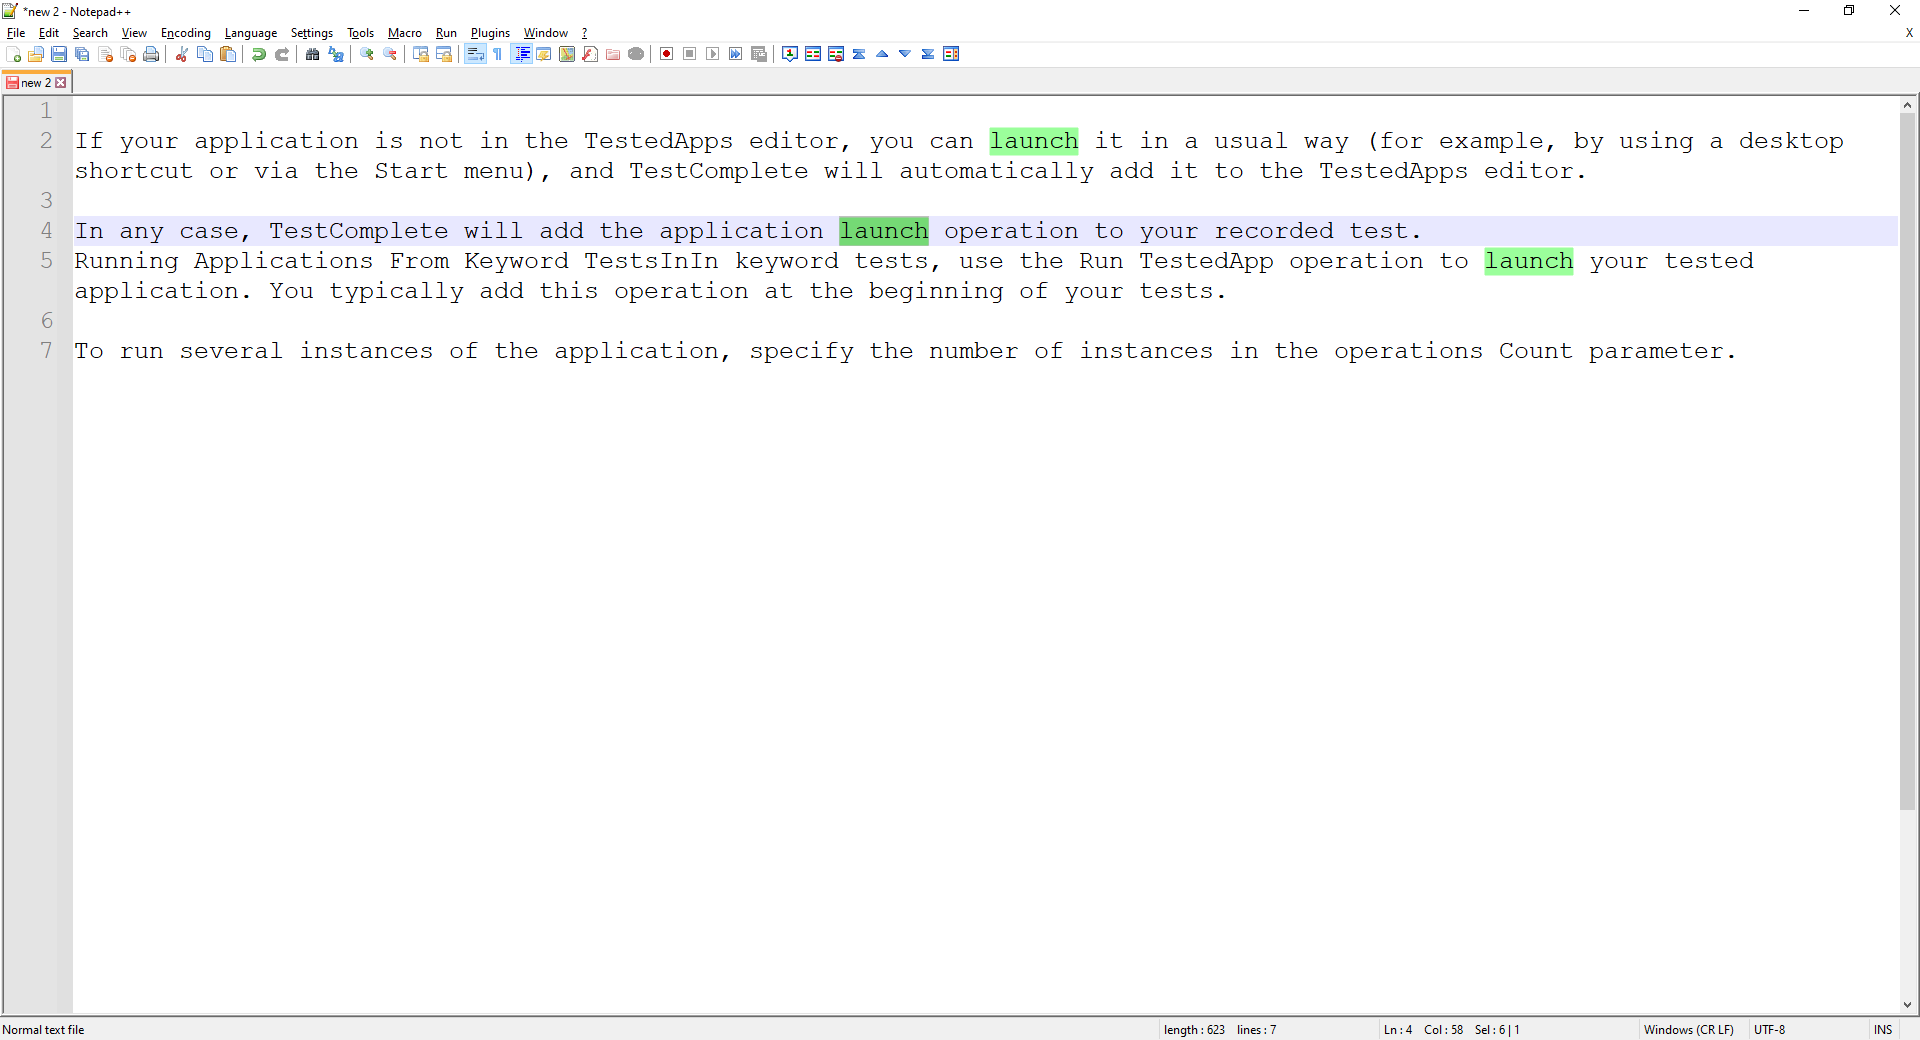 *new 2 - Notepad++
File Edit Search View Encoding Language Settings Tools Macro Run Plugins Window ? X
new 2
1
2 If your application is not in the TestedApps editor, you can launch it in a usual way (for example, by using a desktop
shortcut or via the Start menu), and TestComplete will automatically add it to the TestedApps editor.
3
4 In any case, TestComplete will add the application launch operation to your recorded test.
5 Running Applications From Keyword TestsInIn keyword tests, use the Run TestedApp operation to launch your tested
application. You typically add this operation at the beginning of your tests.
6
7 To run several instances of the application, specify the number of instances in the operations Count parameter.
Normal text file length : 623 lines : 7 Ln : 4 Col : 58 Sel : 6 | 1 Windows (CR LF) UTF-8 INS